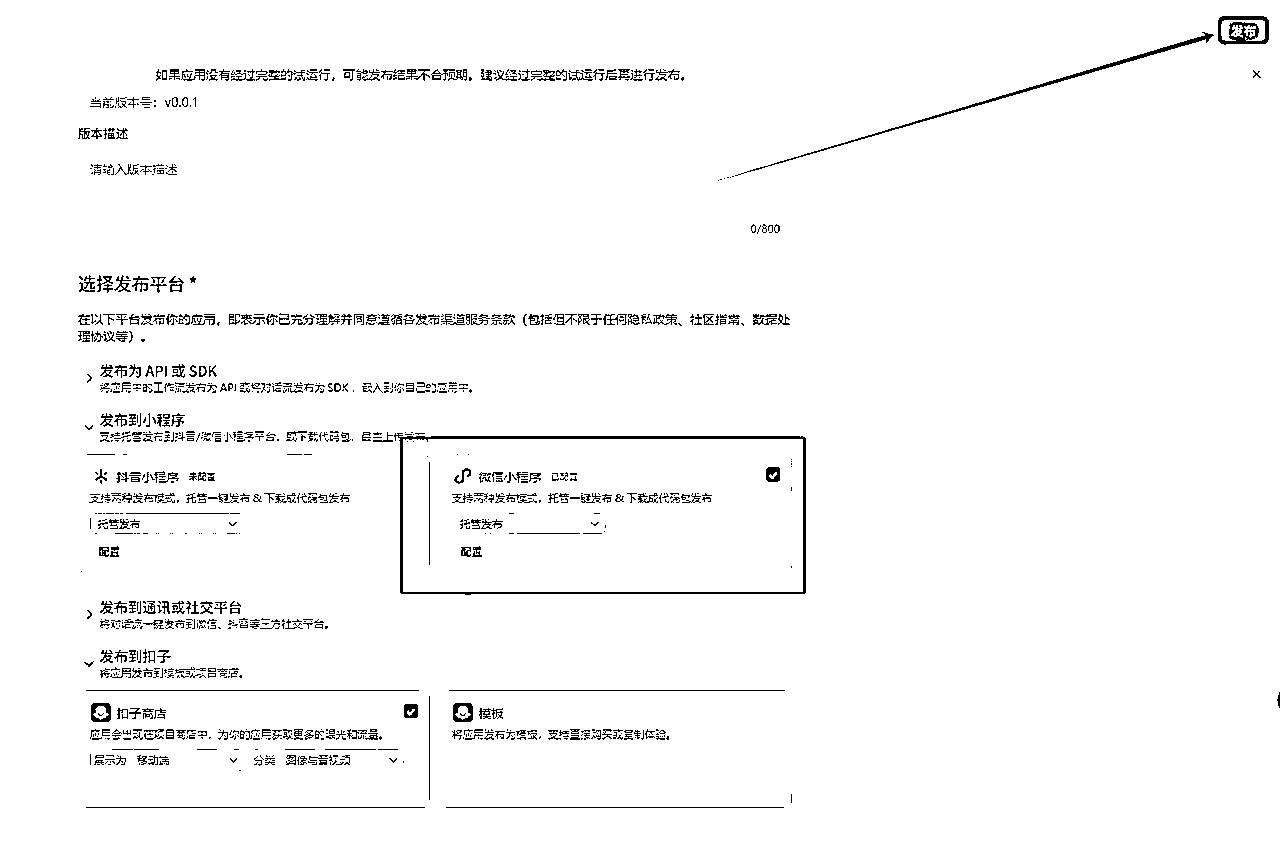 发布
如果应用没有经过完整的试运行，可能发布结果不合预期。建议经过完整的试运行后再进行发布。
当前版本号：v0.0.1
版本描述
请输入版本描述
0/800
选择发布平台 *
在以下平台发布你的应用，即表示你已充分理解并同意遵循各发布渠道服务条款（包括但不限于任何隐私政策、社区指南、数据处
理协议等）。
发布为 API 或 SDK
将应用中的工作流发布为 API 或将对话流发布为 SDK ，嵌入到你自己的应用中。
发布到小程序
支持托管发布到抖音/微信小程序平台，或下载代码包，自主上传发布。
抖音小程序 未配置
支持两种发布模式，托管一键发布 & 下载成代码包发布
托管发布
配置
微信小程序 已配置
支持两种发布模式，托管一键发布 & 下载成代码包发布
托管发布
配置
发布到通讯或社交平台
将对话流一键发布到微信、抖音等三方社交平台。
发布到扣子
将应用发布到模板或项目商店。
扣子商店
应用会出现在项目商店中，为你的应用获取更多的曝光和流量。
展示为 移动端 分类 图像与音视频
模板
将应用发布为模板，支持直接购买或复制体验。